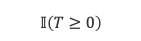 𝕀(𝑇 ≥ 0)